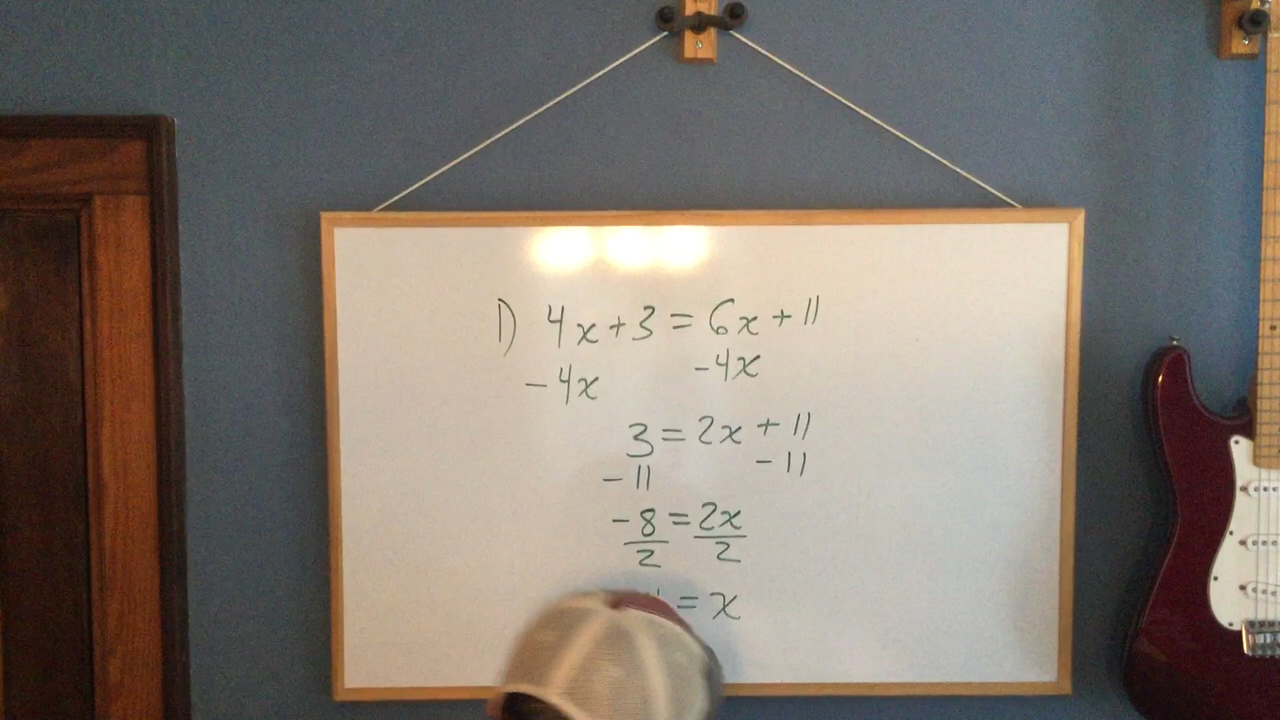 1) 4x+3=6x+11
-4x -4x
3=2x+11
-11 -11
-8=2x
2 2
=x